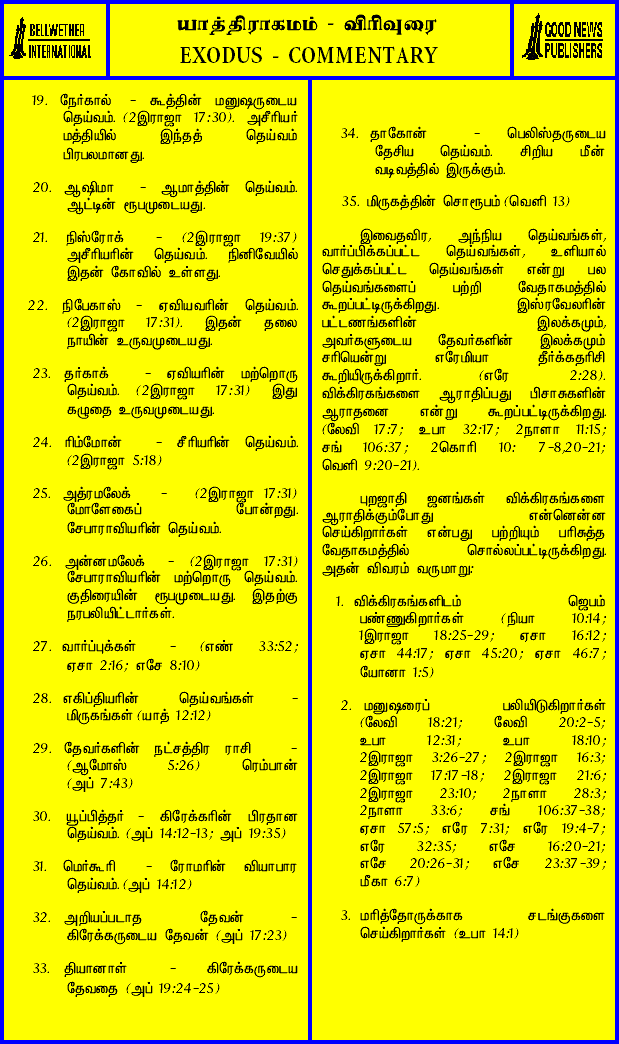 BELLWETHER
INTERNATIONAL
யாத்திராகமம் - விரிவுரை
EXODUS - COMMENTARY
GOOD NEWS
PUBLISHERS
19. நேர்கால் - கூத்தின் மனுஷருடைய
தெய்வம். (2இராஜா 17:30). அசீரியர்
மத்தியில் இந்தத் தெய்வம்
பிரபலமானது.
20. ஆஷிமா - ஆமாத்தின் தெய்வம்.
ஆட்டின் ரூபமுடையது.
21. நிஸ்ரோக் - (2இராஜா 19:37)
அசீரியரின் தெய்வம். நினிவேயில்
இதன் கோவில் உள்ளது.
22. நிபேகாஸ் - ஏவியவரின் தெய்வம்.
(2இராஜா 17:31). இதன் தலை
நாயின் உருவமுடையது.
23. தர்காக் - ஏவியரின் மற்றொரு
தெய்வம். (2இராஜா 17:31) இது
கழுதை உருவமுடையது.
24. ரிம்மோன் - சீரியரின் தெய்வம்.
(2இராஜா 5:18)
25. அத்ரமலேக் - (2இராஜா 17:31)
மோளேகைப் போன்றது.
சேபாராவியரின் தெய்வம்.
26. அன்னமலேக் - (2இராஜா 17:31)
சேபாராவியரின் மற்றொரு தெய்வம்.
குதிரையின் ரூபமுடையது. இதற்கு
நரபலியிட்டார்கள்.
27. வார்ப்புக்கள் - (எண் 33:52;
ஏசா 2:16; எசே 8:10)
28. எகிப்தியரின் தெய்வங்கள் -
மிருகங்கள் (யாத் 12:12)
29. தேவர்களின் நட்சத்திர ராசி -
(ஆமோஸ் 5:26) ரெம்பான்
(அப் 7:43)
30. யூப்பித்தர் - கிரேக்கரின் பிரதான
தெய்வம். (அப் 14:12-13; அப் 19:35)
31. மெர்கூரி - ரோமரின் வியாபார
தெய்வம். (அப் 14:12)
32. அறியப்படாத தேவன் -
கிரேக்கருடைய தேவன் (அப் 17:23)
33. தியானாள் - கிரேக்கருடைய
தேவதை (அப் 19:24-25)
34. தாகோன் - பெலிஸ்தருடைய
தேசிய தெய்வம். சிறிய மீன்
வடிவத்தில் இருக்கும்.
35. மிருகத்தின் சொரூபம் (வெளி 13)
இவைதவிர, அந்நிய தெய்வங்கள்,
வார்ப்பிக்கப்பட்ட தெய்வங்கள், உளியால்
செதுக்கப்பட்ட தெய்வங்கள் என்று பல
தெய்வங்களைப் பற்றி வேதாகமத்தில்
கூறப்பட்டிருக்கிறது. இஸ்ரவேலரின்
பட்டணங்களின் இலக்கமும்,
அவர்களுடைய தேவர்களின் இலக்கமும்
சரியென்று எரேமியா தீர்க்கதரிசி
கூறியிருக்கிறார். (எரே 2:28).
விக்கிரகங்களை ஆராதிப்பது பிசாசுகளின்
ஆராதனை என்று கூறப்பட்டிருக்கிறது.
(லேவி 17:7; உபா 32:17; 2நாளா 11:15;
சங் 106:37; 2கொரி 10: 7-8,20-21;
வெளி 9:20-21).
புறஜாதி ஜனங்கள் விக்கிரகங்களை
ஆராதிக்கும்போது என்னென்ன
செய்கிறார்கள் என்பது பற்றியும் பரிசுத்த
வேதாகமத்தில் சொல்லப்பட்டிருக்கிறது.
அதன் விவரம் வருமாறு:
1. விக்கிரகங்களிடம் ஜெபம்
பண்ணுகிறார்கள் (நியா 10:14;
1இராஜா 18:25-29; ஏசா 16:12;
ஏசா 44:17; ஏசா 45:20; ஏசா 46:7;
யோனா 1:5)
2. மனுஷரைப் பலியிடுகிறார்கள்
(லேவி 18:21; லேவி 20:2-5;
உபா 12:31; உபா 18:10;
2இராஜா 3:26-27; 2இராஜா 16:3;
2இராஜா 17:17-18; 2இராஜா 21:6;
2இராஜா 23:10; 2நாளா 28:3;
2நாளா 33:6; சங் 106:37-38;
ஏசா 57:5; எரே 7:31; எரே 19:4-7;
எரே 32:35; எசே 16:20-21;
எசே 20:26-31; எசே 23:37-39;
மீகா 6:7)
3. மரித்தோருக்காக சடங்குகளை
செய்கிறார்கள் (உபா 14:1)